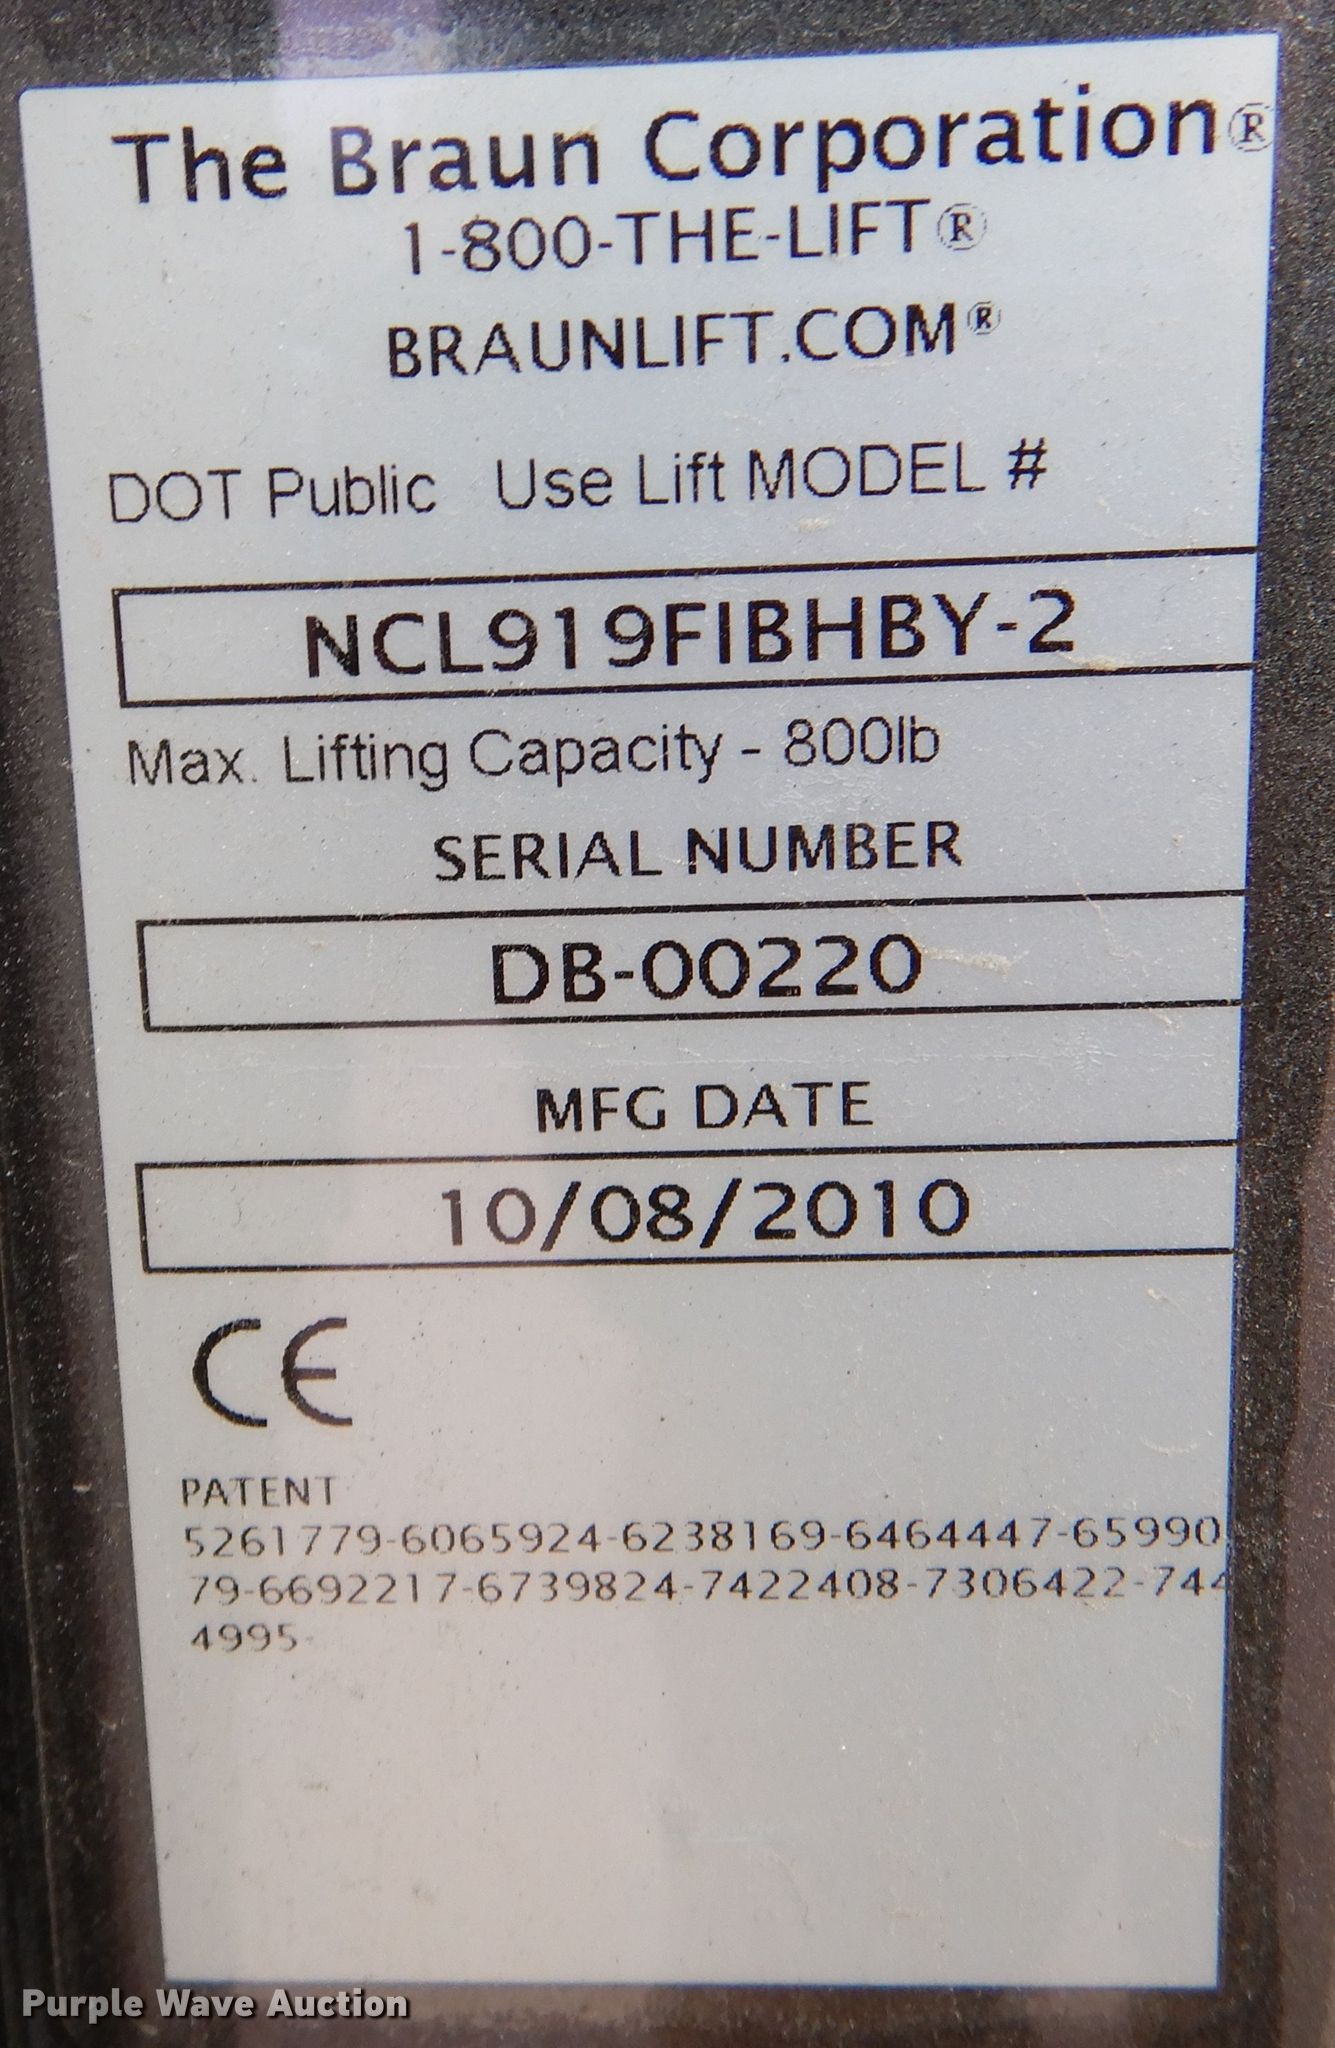 The Braun Corporation®
1-800-THE-LIFT®
BRAUNLIFT.COM®
DOT Public Use Lift MODEL #
NCL919FIBHBY-2
Max. Lifting Capacity - 800lb
SERIAL NUMBER
DB-00220
MFG DATE
10/08/2010
CE
PATENT
5261779-6065924-6238169-6464447-65990
79-6692217-6739824-7422408-7306422-744
4995-
Purple Wave Auction